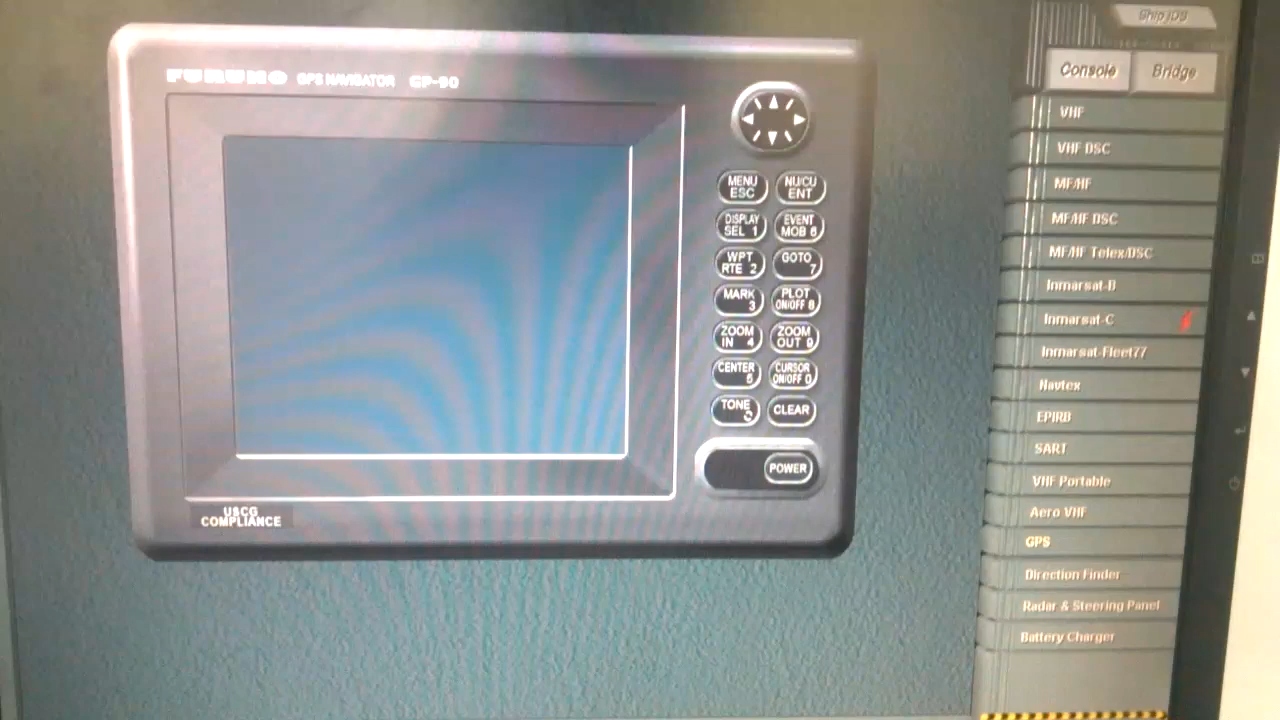 FURUNO GPS NAVIGATOR GP-90
MENU ESC
NU/CU ENT
DISPLAY SEL 1
EVENT MOB 6
WPT RTE 2
GOTO 7
MARK 3
PLOT ON/OFF 8
ZOOM IN 4
ZOOM OUT 9
CENTER 5
CURSOR ON/OFF 0
TONE
CLEAR
POWER
USCG
COMPLIANCE
Console Bridge
VHF
VHF DSC
MF/HF
MF/HF DSC
MF/HF Telex/DSC
Inmarsat-B
Inmarsat-C
Inmarsat-Fleet77
Navtex
EPIRB
SART
VHF Portable
Aero VHF
GPS
Direction Finder
Radar & Steering Panel
Battery Charger